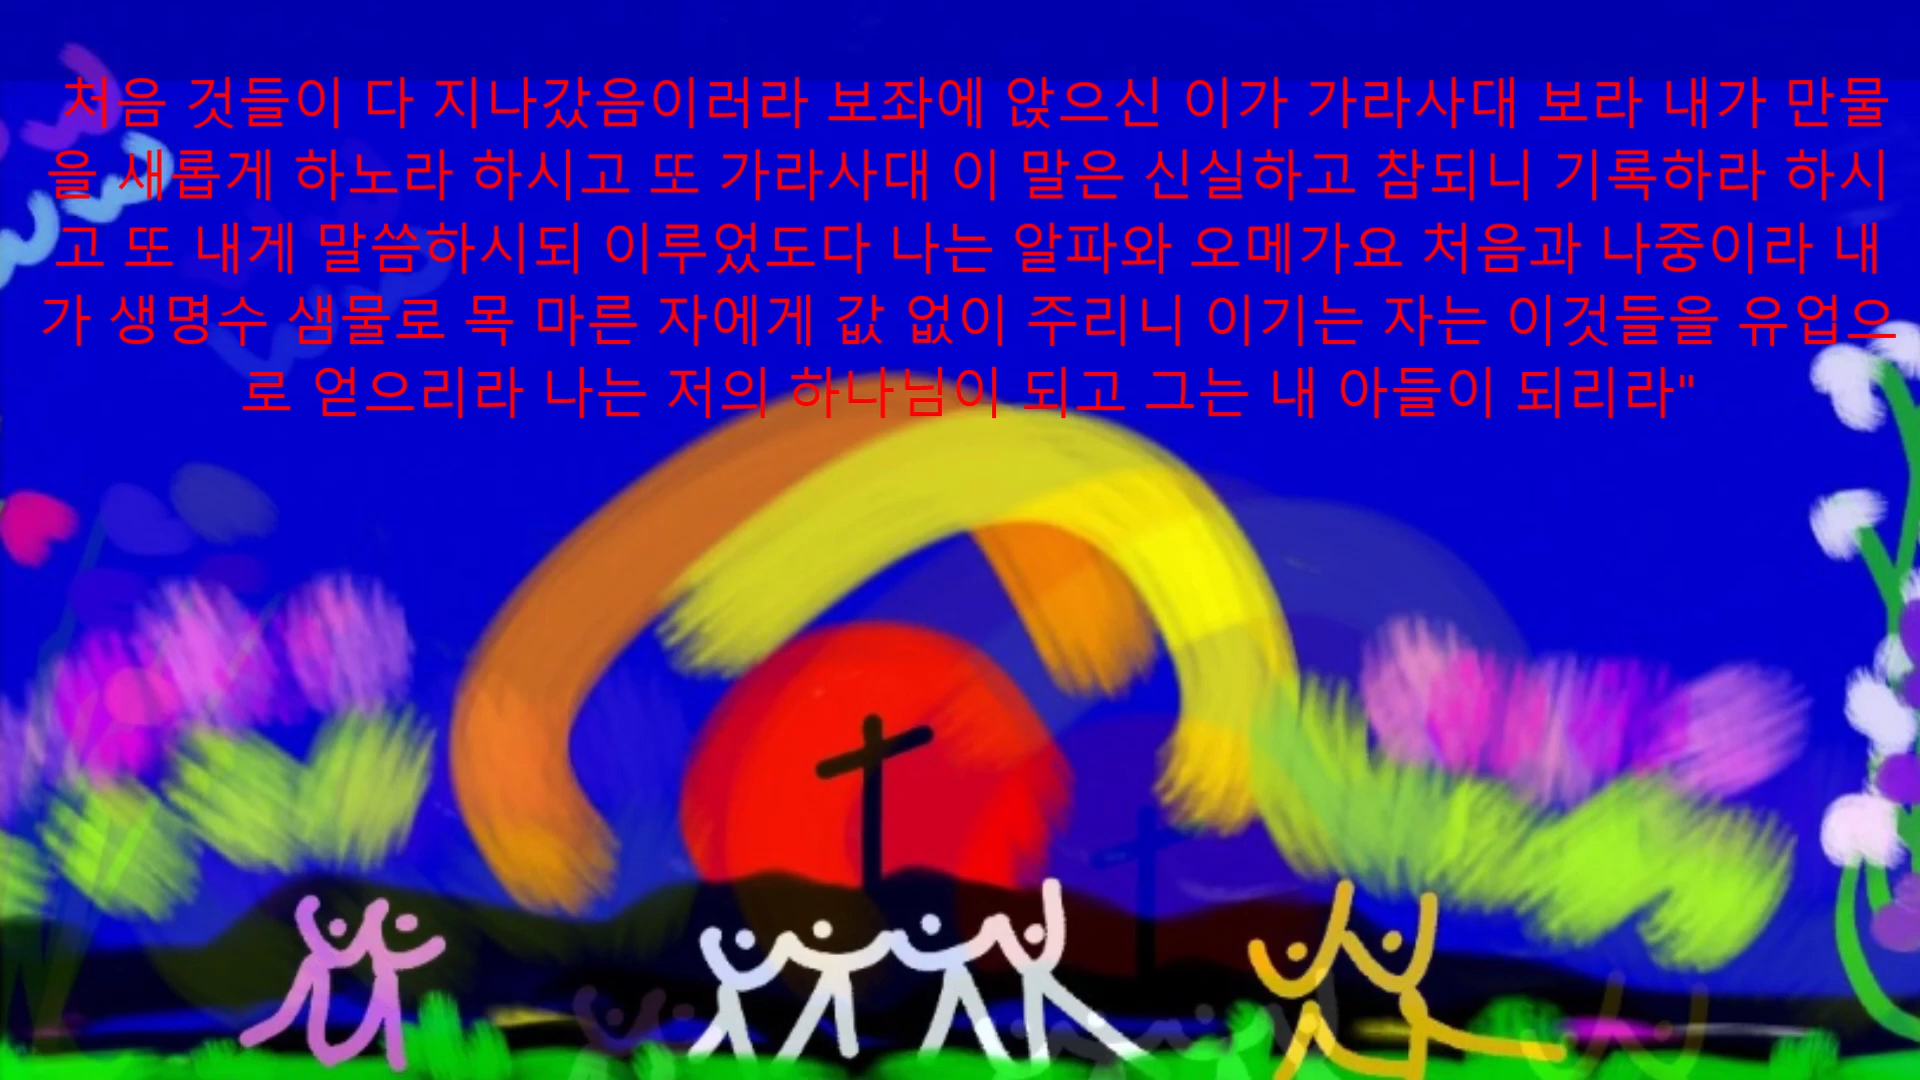 처음 것들이 다 지나갔음이러라 보좌에 앉으신 이가 가라사대 보라 내가 만물
을 새롭게 하노라 하시고 또 가라사대 이 말은 신실하고 참되니 기록하라 하시
고 또 내게 말씀하시되 이루었도다 나는 알파와 오메가요 처음과 나중이라 내
가 생명수 샘물로 목 마른 자에게 값 없이 주리니 이기는 자는 이것들을 유업으
로 얻으리라 나는 저의 하나님이 되고 그는 내 아들이 되리라"